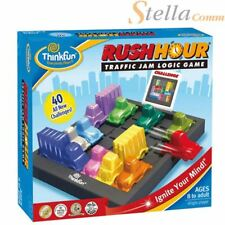 Stella
Comm
Thinkfun
RUSH HOUR
TRAFFIC JAM LOGIC GAME
CHALLENGE
40
All New
Challenges!
Ignite Your Mind!
AGES
8 to adult